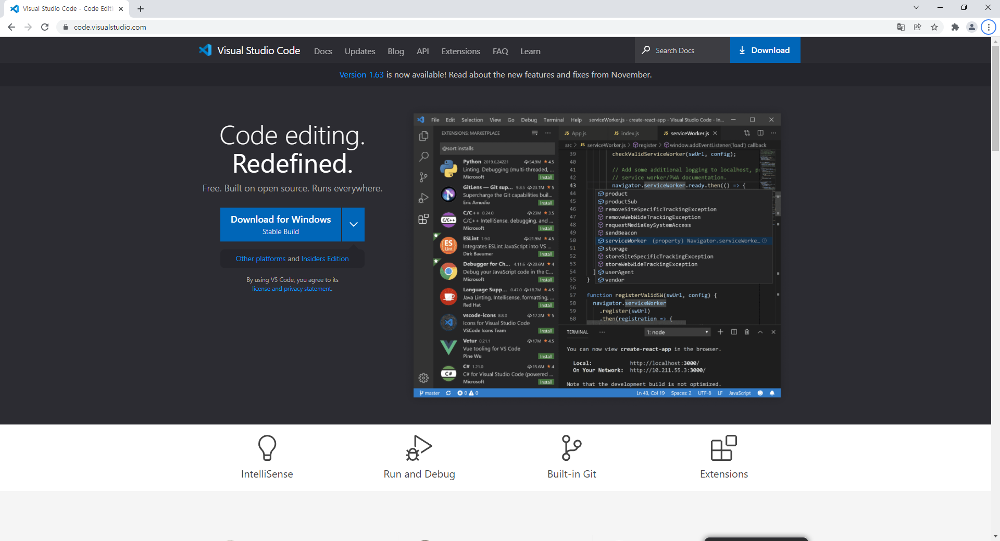 Visual Studio Code - Code Editi
code.visualstudio.com
Visual Studio Code Docs Updates Blog API Extensions FAQ Learn Search Docs Download
Version 1.63 is now available! Read about the new features and fixes from November.
Code editing.
Redefined.
Free. Built on open source. Runs everywhere.
Download for Windows
Stable Build
Other platforms and Insiders Edition
By using VS Code, you agree to its
license and privacy statement.
File Edit Selection View Go Debug Terminal Help serviceWorker.js - create-react-app - Visual Studio Code - In...
EXTENSIONS: MARKETPLACE ...
@sort:installs
Python 2019.6.24221 54.9M ★ 4.5
Linting, Debugging (multi-threaded, ...
Microsoft Install
GitLens — Git sup... 9.8.5 23.1M ★ 5
Supercharge the Git capabilities buil...
Eric Amodio Install
C/C++
C/C++ 0.24.0 23M ★ 3.5
C/C++ IntelliSense, debugging, and ...
Microsoft Install
ES
Lint
ESLint 1.9.0 21.9M ★ 4.5
Integrates ESLint JavaScript into VS ...
Dirk Baeumer Install
Debugger for Ch... 4.11.6 20.6M ★ 4
Debug your JavaScript code in the C...
Microsoft Install
Language Supp... 0.47.0 18.7M ★ 4.5
Java Linting, Intellisense, formatting, ...
Red Hat Install
vscode-icons 8.8.0 17.2M ★ 5
Icons for Visual Studio Code
VSCode Icons Team Install
Vetur 0.21.1 17M ★ 4.5
Vue tooling for VS Code
Pine Wu Install
C#
C# 1.21.0 15.6M ★ 4
C# for Visual Studio Code (powered ...
Microsoft Install
JS App.js JS index.js JS serviceWorker.js ...
src > JS serviceWorker.js > register > window.addEventListener('load') callback
39 checkValidServiceWorker(swUrl, config);
40
41 // Add some additional logging to localhost, p
42 // service worker/PWA documentation.
43 navigator.serviceWorker.ready.then(() => {
44 product
45 productSub
46 removeSiteSpecificTrackingException
47 removeWebWideTrackingException
48 requestMediaKeySystemAccess
49 sendBeacon
50 serviceWorker (property) Navigator.serviceWorke...
51 storage
52 storeSiteSpecificTrackingException
53 storeWebWideTrackingException
54 } userAgent
55 } vendor
56
57 function registerValidSW(swUrl, config) {
58 navigator.serviceWorker
59 .register(swUrl)
60 .then(registration => {
TERMINAL ... 1: node
You can now view create-react-app in the browser.
Local: http://localhost:3000/
On Your Network: http://10.211.55.3:3000/
Note that the development build is not optimized.
master 0 0 Ln 43, Col 19 Spaces: 2 UTF-8 LF JavaScript
IntelliSense Run and Debug Built-in Git Extensions